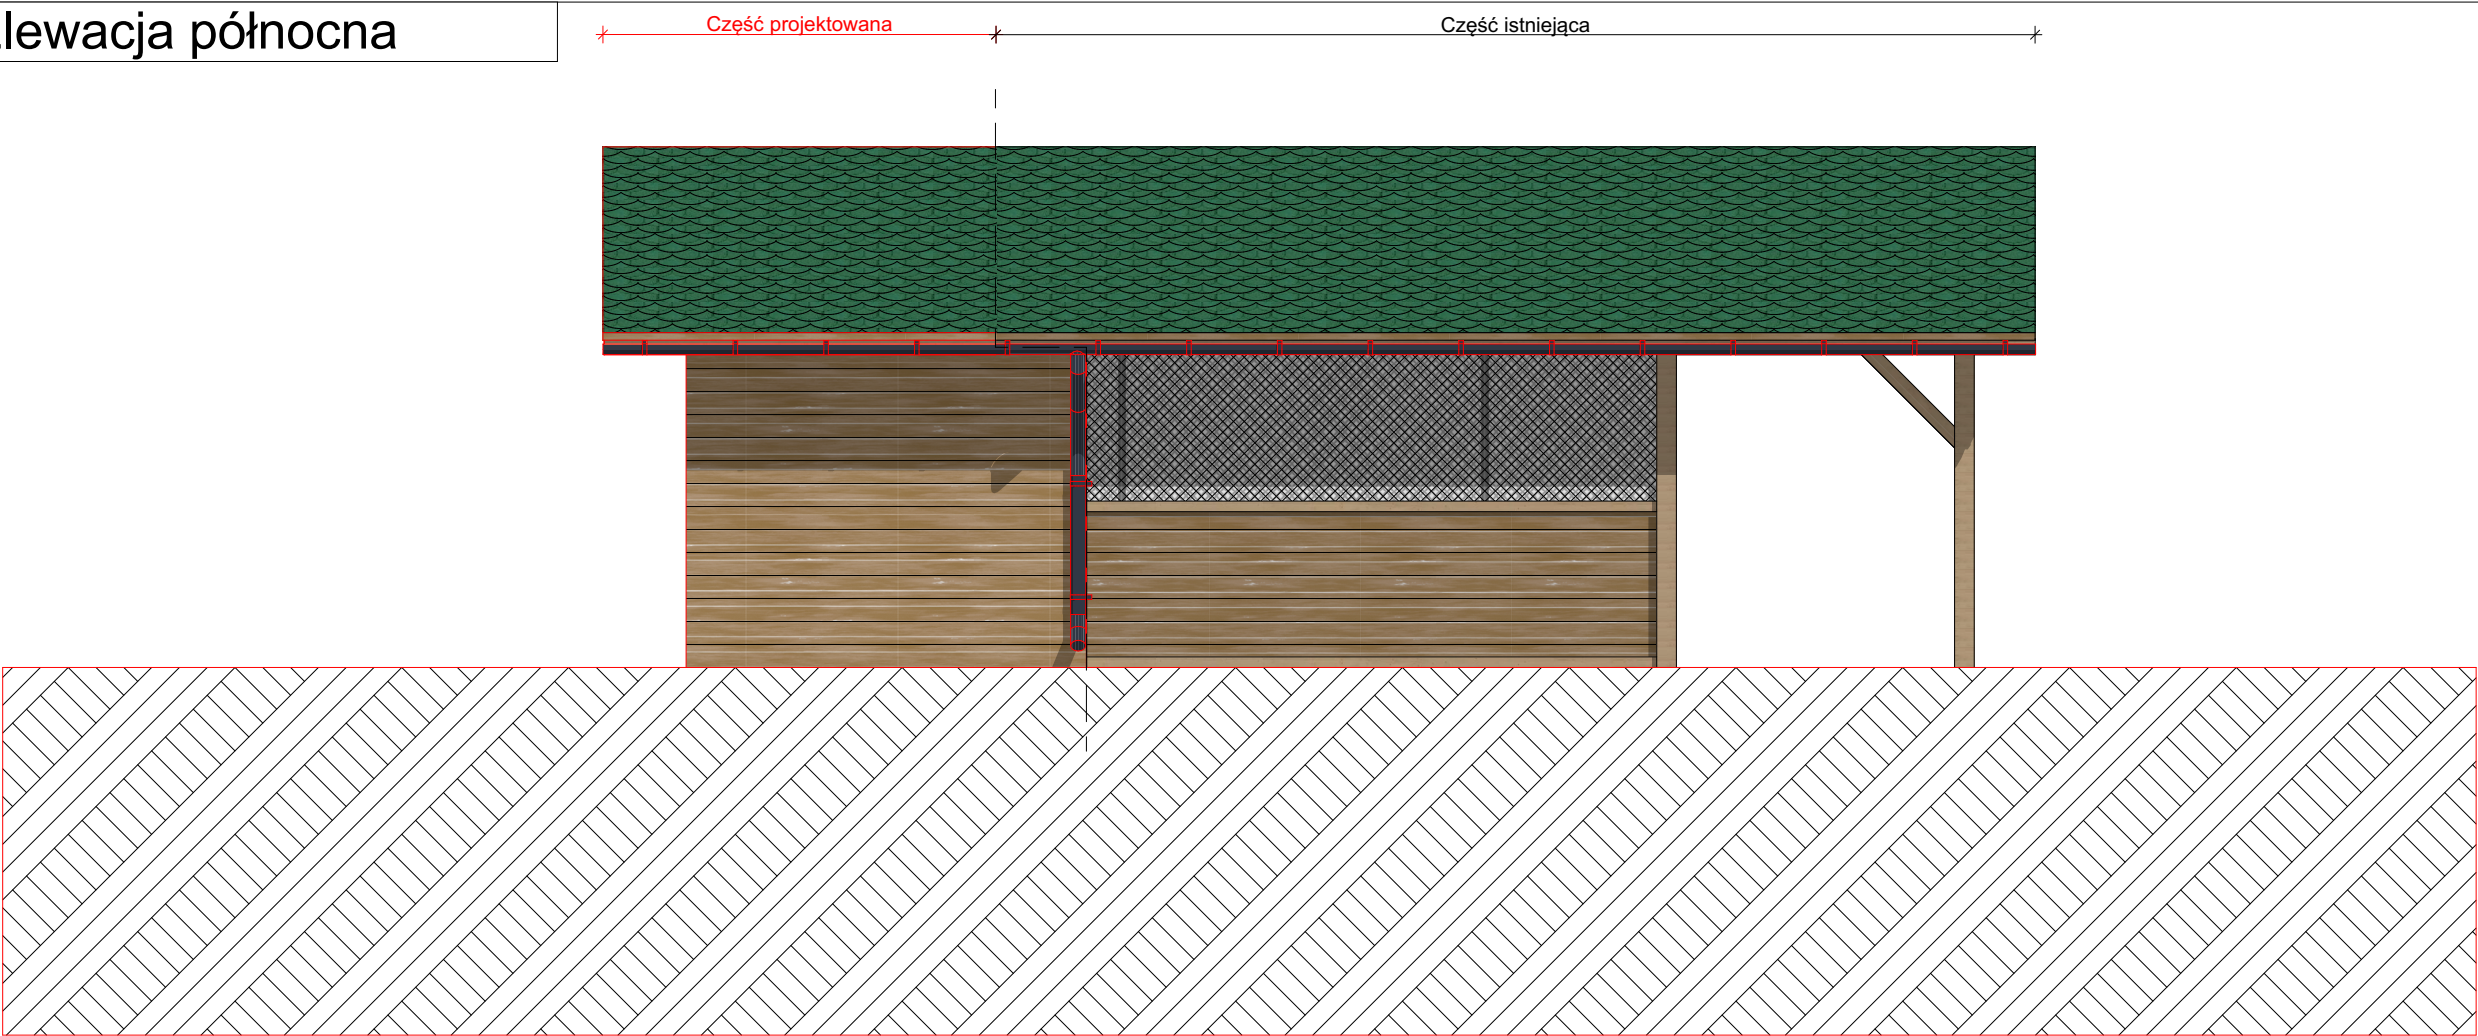 lewacja północna
Część projektowana
Część istniejąca